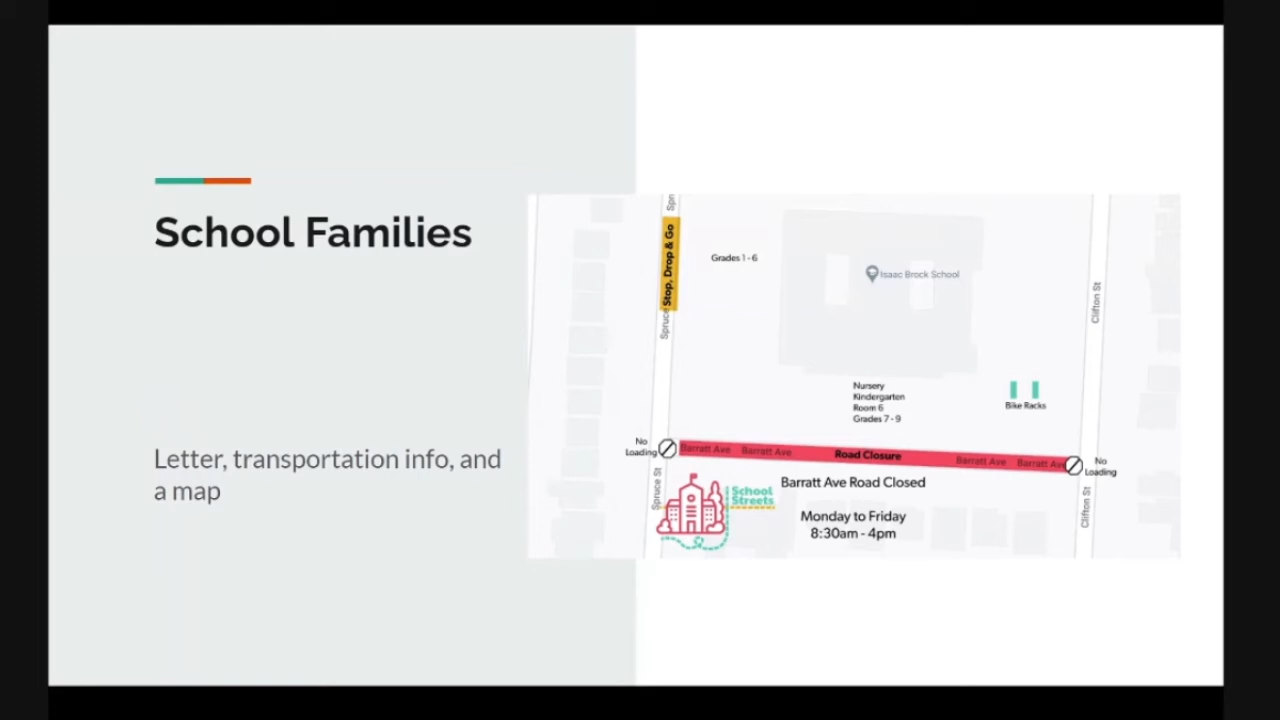 School Families
Letter, transportation info, and
a map
Spr
Stop, Drop & Go
Spruce
Grades 1 - 6
Isaac Brock School
Clifton St
Nursery
Kindergarten
Room 6
Grades 7 - 9
Bike Racks
No
Loading
Barratt Ave
Barratt Ave
Road Closure
Barratt Ave
Barratt Ave
No
Loading
Spruce St
School
Streets
Barratt Ave Road Closed
Monday to Friday
8:30am - 4pm
Clifton St